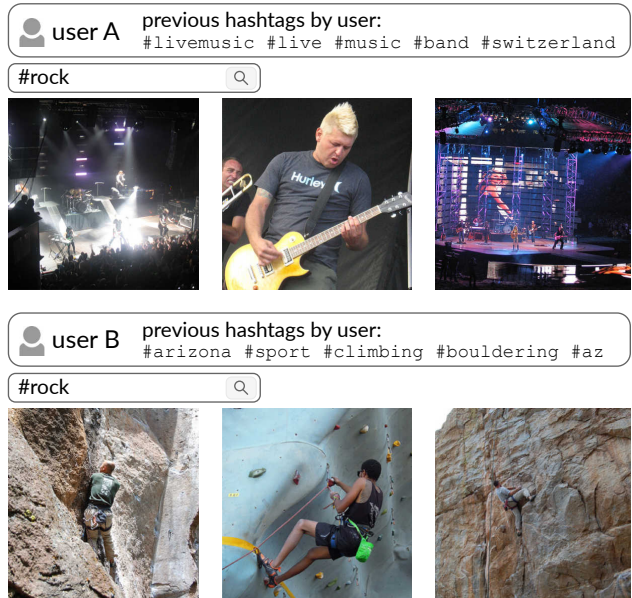 user A
previous hashtags by user:
#livemusic #live #music #band #switzerland
#rock
Hurley
user B
previous hashtags by user:
#arizona #sport #climbing #bouldering #az
#rock